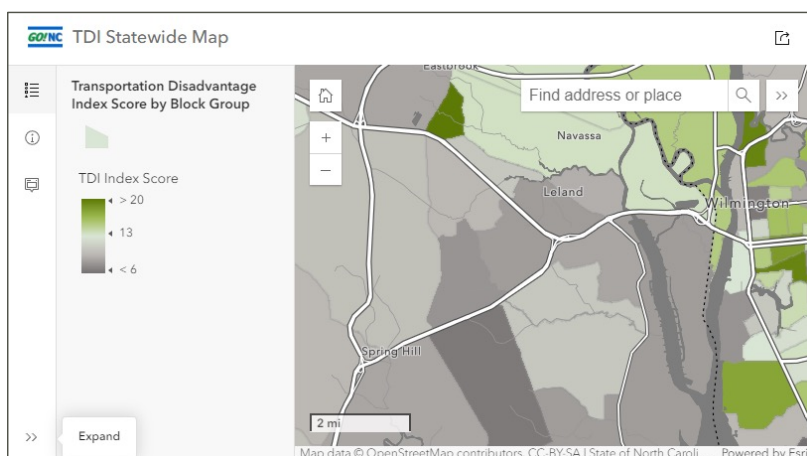 GO!NC TDI Statewide Map
Transportation Disadvantage
Index Score by Block Group
TDI Index Score
> 20
13
< 6
Expand
Find address or place
Eastbrook
Navassa
Leland
Wilmington
Spring Hill
2 mi
Map data © OpenStreetMap contributors, CC-BY-SA | State of North Caroli
Powered by Esri